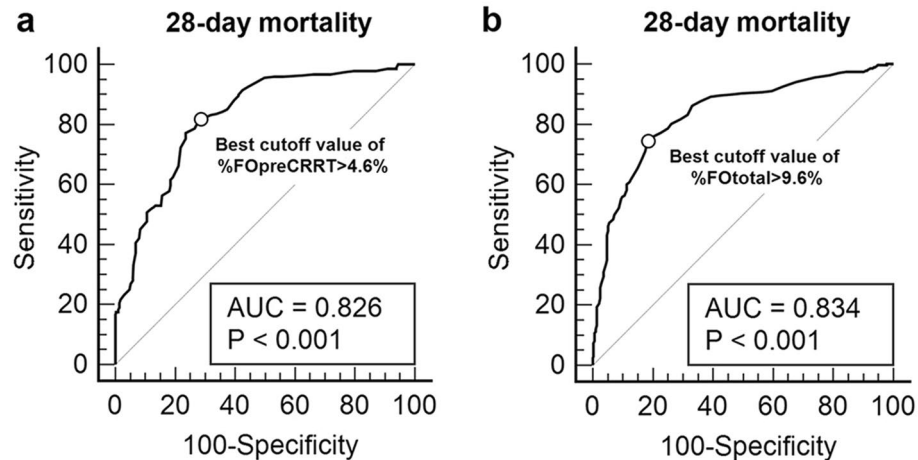 a
28-day mortality
100
80
60
40
20
0
Sensitivity
Best cutoff value of
%FOpreCRRT>4.6%
AUC = 0.826
P < 0.001
0 20 40 60 80 100
100-Specificity
b
28-day mortality
100
80
60
40
20
0
Sensitivity
Best cutoff value of
%FOtotal>9.6%
AUC = 0.834
P < 0.001
0 20 40 60 80 100
100-Specificity